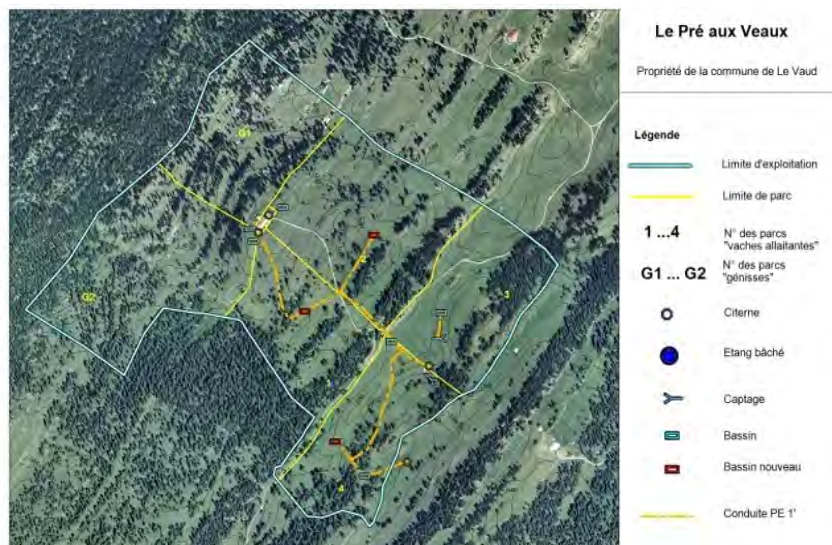 Le Pré aux Veaux
Propriété de la commune de Le Vaud
Légende
Limite d'exploitation
Limite de parc
1 ...4
N° des parcs
"vaches allaitantes"
G1 ... G2
N° des parcs
"génisses"
Citerne
Etang bâché
Captage
Bassin
Bassin nouveau
Conduite PE 1'
G1
G2
3
4